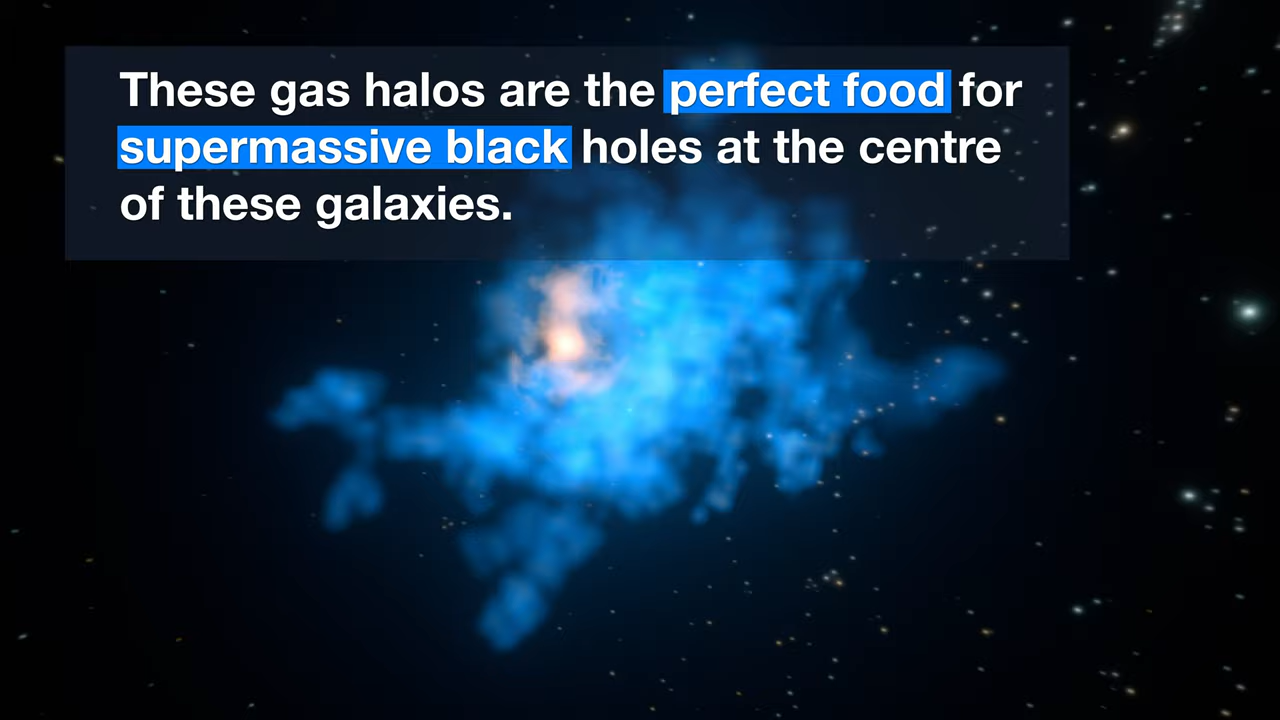 These gas halos are the perfect food for
supermassive black holes at the centre
of these galaxies.